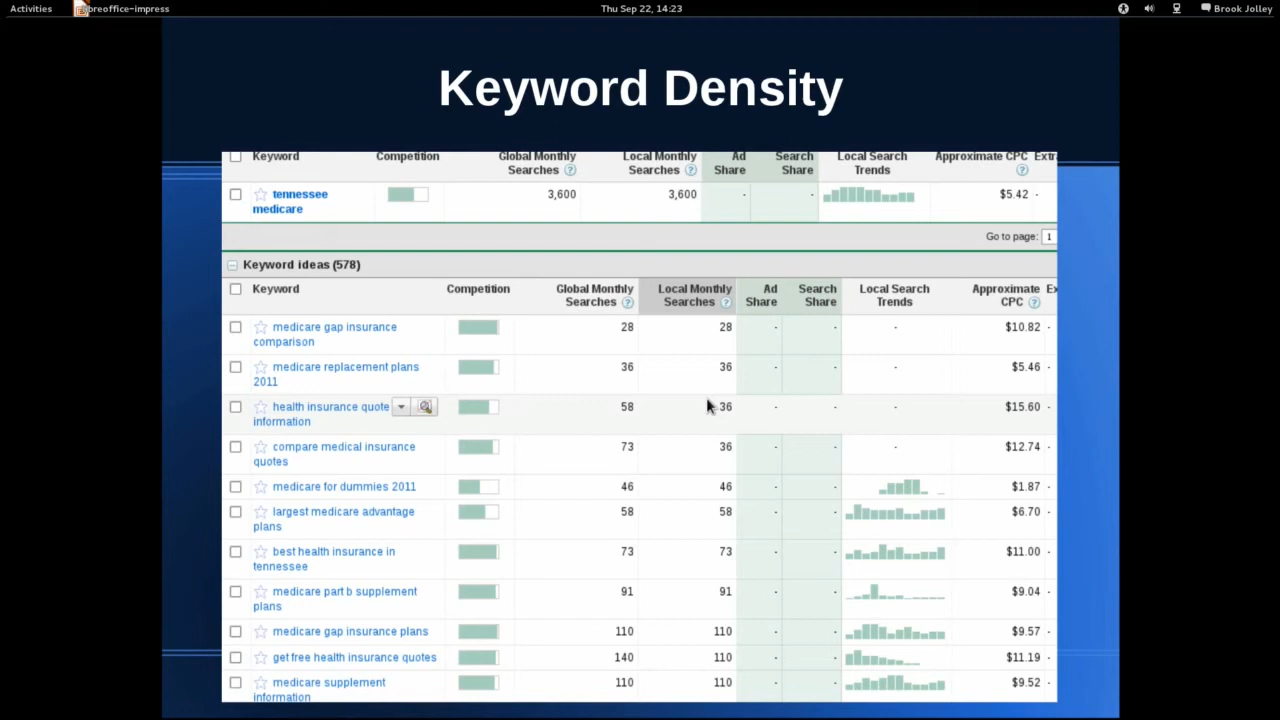 Activities breoffice-impress Thu Sep 22, 14:23 Brook Jolley
Keyword Density
Keyword Competition Global Monthly Searches Local Monthly Searches Ad Share Search Share Local Search Trends Approximate CPC Extr
tennessee medicare 3,600 3,600 - - $5.42 -
Go to page: 1
Keyword ideas (578)
Keyword Competition Global Monthly Searches Local Monthly Searches Ad Share Search Share Local Search Trends Approximate CPC Ex
medicare gap insurance comparison 28 28 - - - $10.82 -
medicare replacement plans 2011 36 36 - - - $5.46 -
health insurance quote information 58 36 - - - $15.60 -
compare medical insurance quotes 73 36 - - - $12.74 -
medicare for dummies 2011 46 46 - - $1.87 -
largest medicare advantage plans 58 58 - - $6.70 -
best health insurance in tennessee 73 73 - - $11.00 -
medicare part b supplement plans 91 91 - - $9.04 -
medicare gap insurance plans 110 110 - - $9.57 -
get free health insurance quotes 140 110 - - $11.19 -
medicare supplement information 110 110 - - $9.52 -